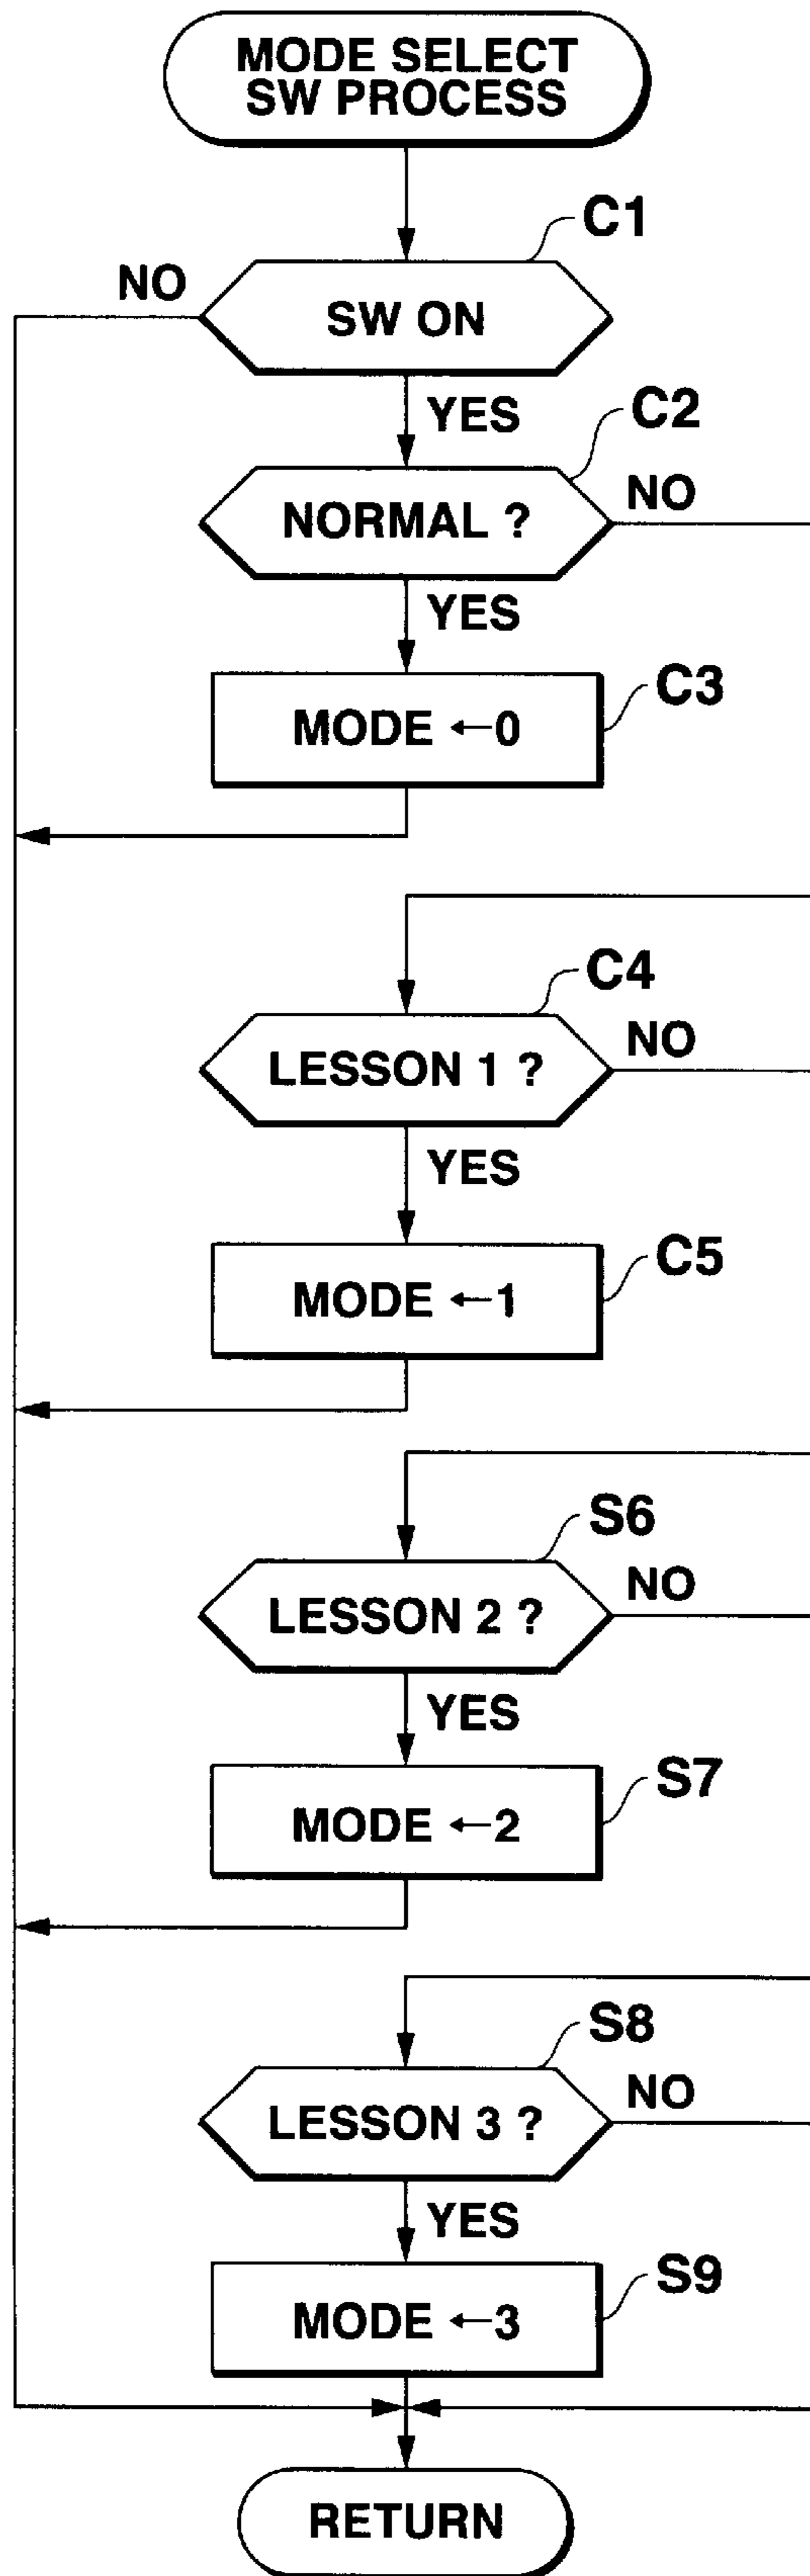 MODE SELECT
SW PROCESS
C1
NO
SW ON
YES
C2
NORMAL ?
NO
YES
C3
MODE ←0
C4
LESSON 1 ?
NO
YES
C5
MODE ←1
S6
LESSON 2 ?
NO
YES
S7
MODE ←2
S8
LESSON 3 ?
NO
YES
S9
MODE ←3
RETURN